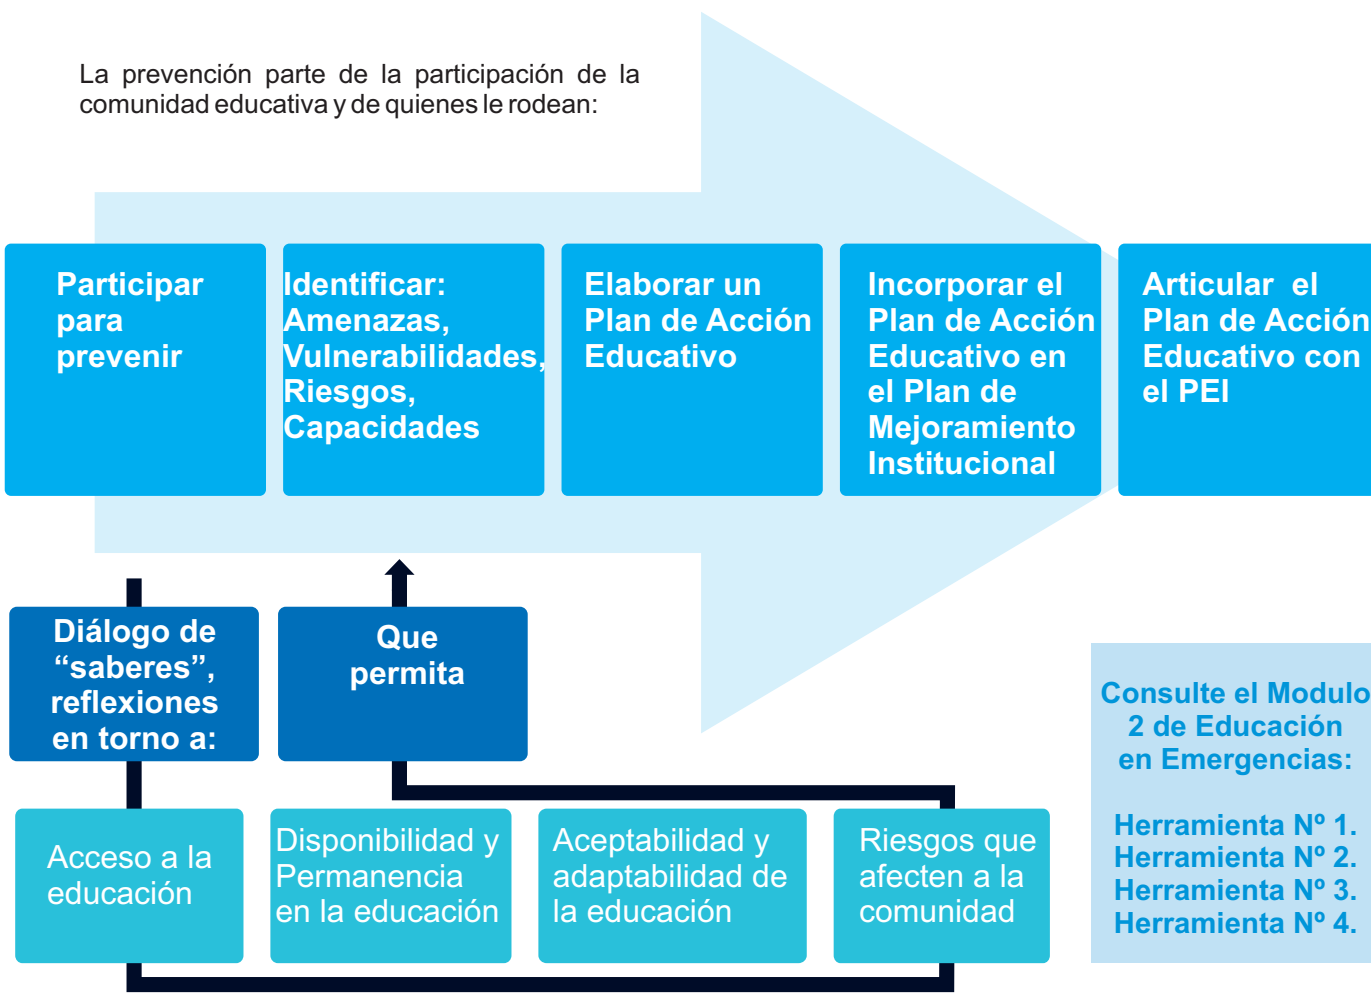 La prevención parte de la participación de la
comunidad educativa y de quienes le rodean:
Participar
para
prevenir
Identificar:
Amenazas,
Vulnerabilidades,
Riesgos,
Capacidades
Elaborar un
Plan de Acción
Educativo
Incorporar el
Plan de Acción
Educativo en
el Plan de
Mejoramiento
Institucional
Articular el
Plan de Acción
Educativo con
el PEI
Diálogo de
“saberes”,
reflexiones
en torno a:
Que
permita
Acceso a la
educación
Disponibilidad y
Permanencia
en la educación
Aceptabilidad y
adaptabilidad de
la educación
Riesgos que
afecten a la
comunidad
Consulte el Modulo
2 de Educación
en Emergencias:
Herramienta Nº 1.
Herramienta Nº 2.
Herramienta Nº 3.
Herramienta Nº 4.